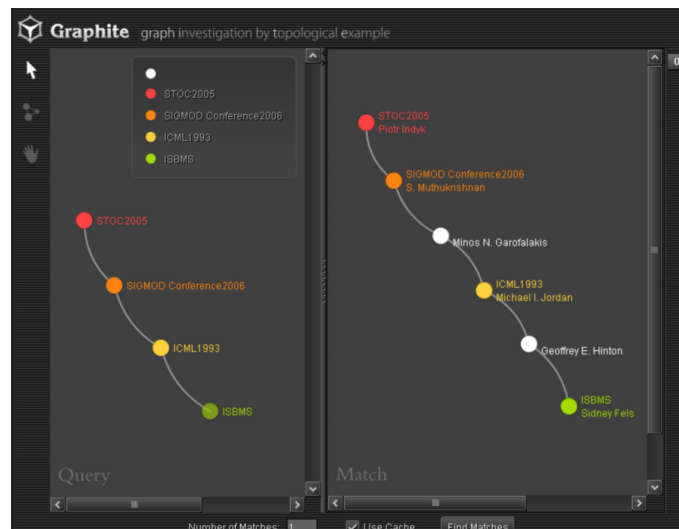 Graphite graph investigation by topological example
STOC2005
SIGMOD Conference2006
ICML1993
ISBMS
STOC2005
SIGMOD Conference2006
ICML1993
ISBMS
Query
STOC2005
Piotr Indyk
SIGMOD Conference2006
S. Muthukrishnan
Minos N. Garofalakis
ICML1993
Michael I. Jordan
Geoffrey E. Hinton
ISBMS
Sidney Fels
Match
Number of Matches: 1 Use Cache Find Matches